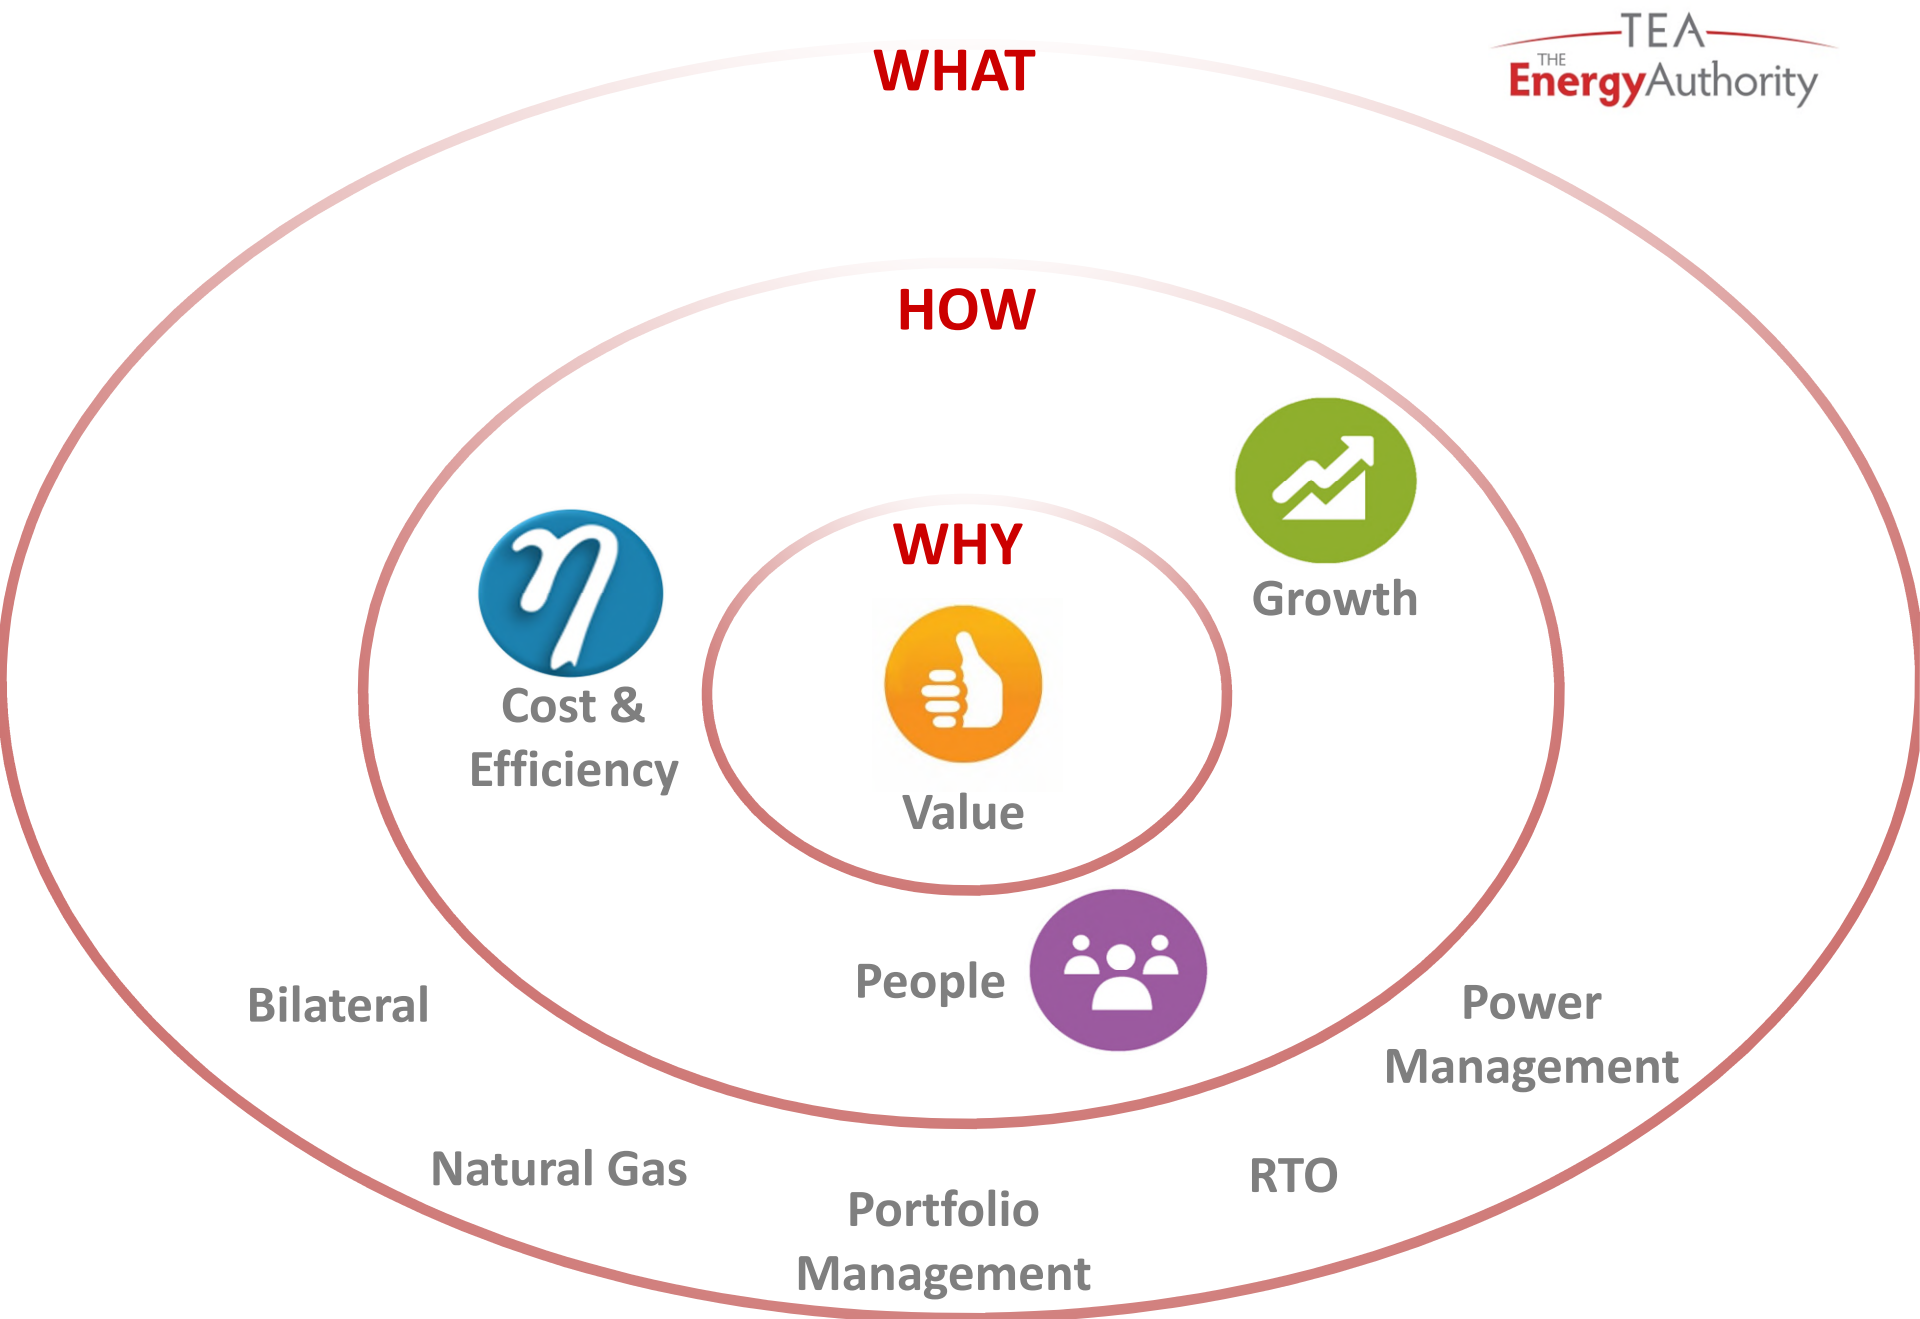 TEA
THE
EnergyAuthority
WHAT
HOW
WHY
Growth
Cost &
Efficiency
Value
People
Bilateral
Power
Management
Natural Gas
RTO
Portfolio
Management
η